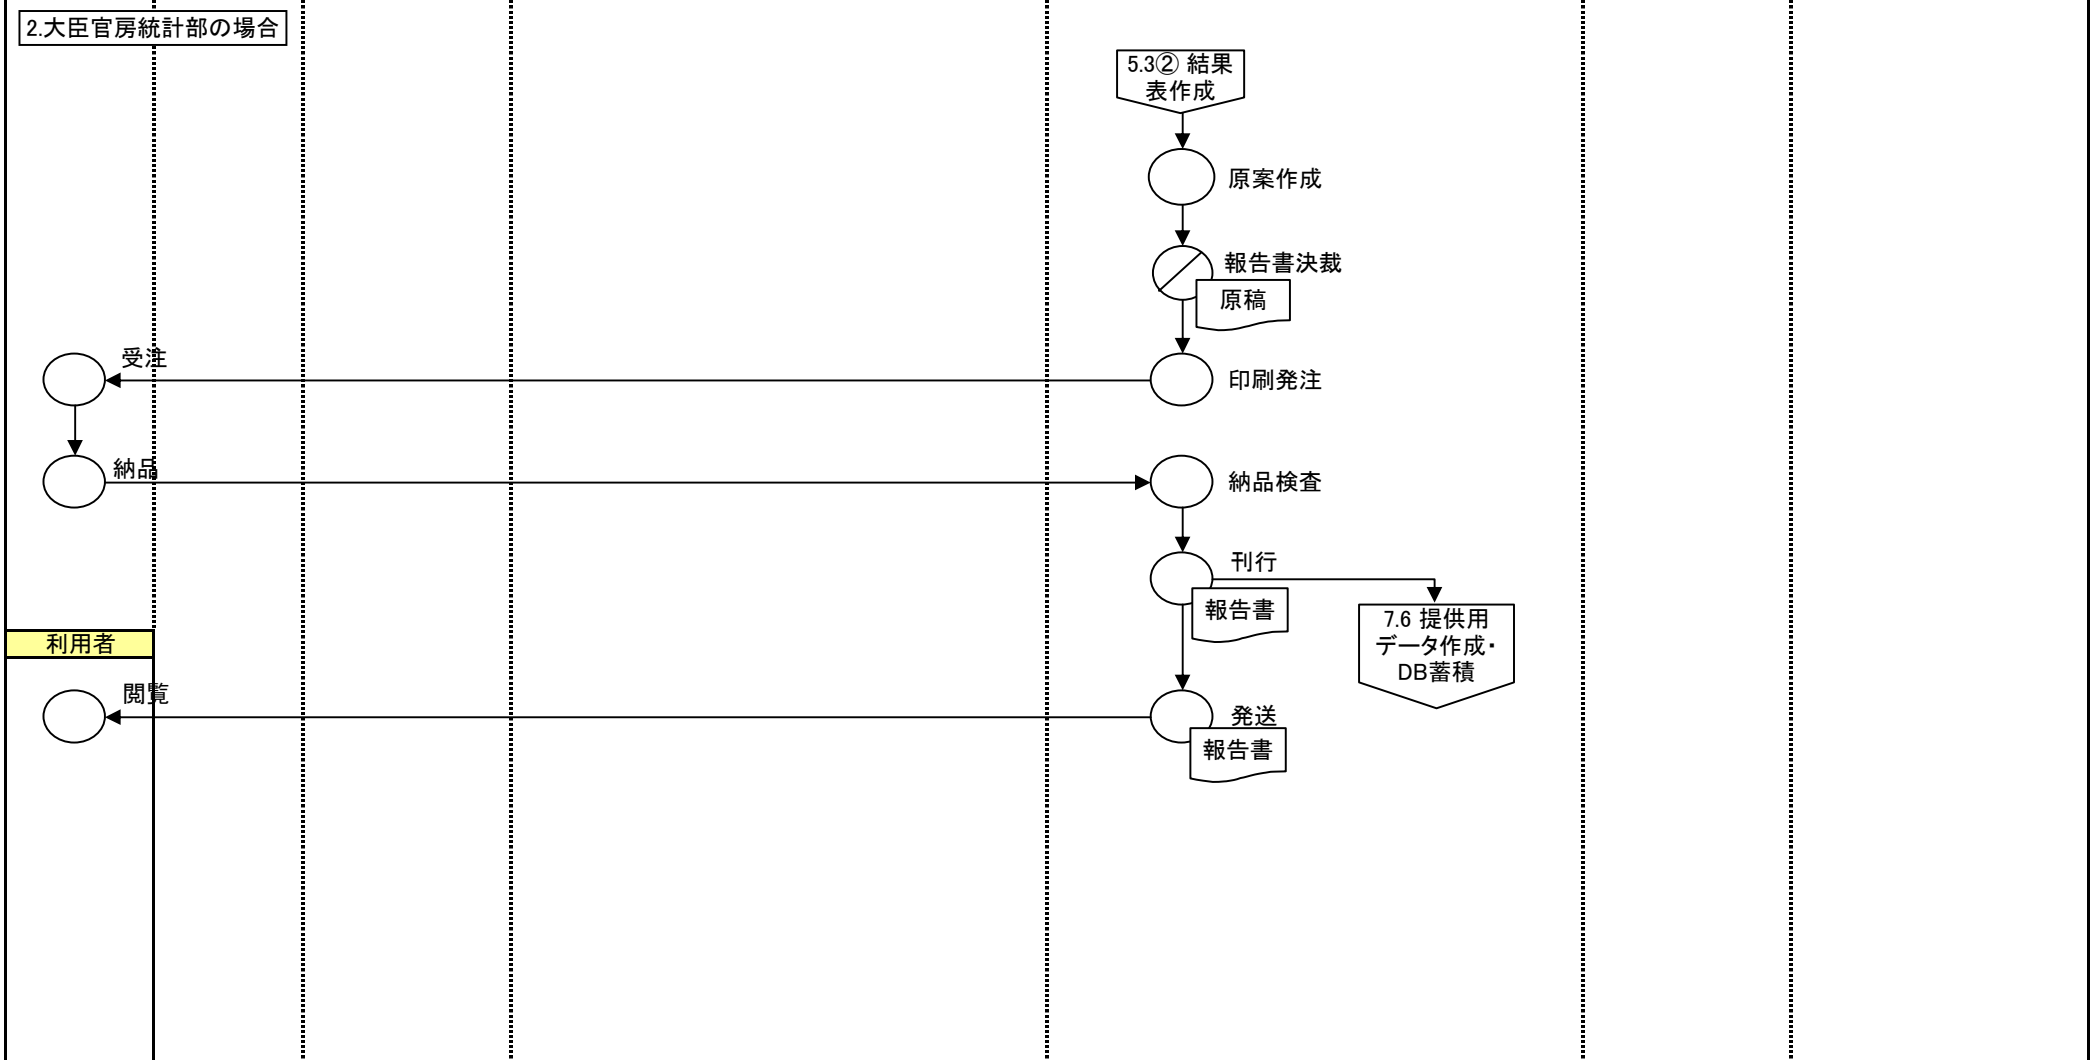 2.大臣官房統計部の場合
5.3② 結果
表作成
原案作成
報告書決裁
原稿
受注
印刷発注
納品
納品検査
刊行
報告書
7.6 提供用
データ作成・
DB蓄積
利用者
閲覧
発送
報告書